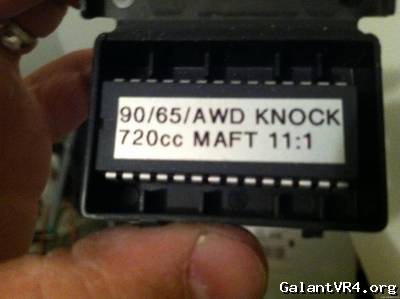 90/65/AWD KNOCK
720cc MAFT 11:1
GalantVR4.org